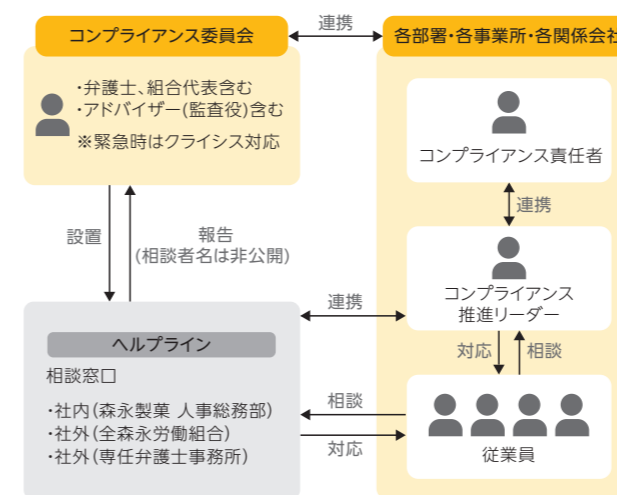 コンプライアンス委員会
連携
各部署・各事業所・各関係会社
・弁護士、組合代表含む
・アドバイザー(監査役)含む
※緊急時はクライシス対応
コンプライアンス責任者
連携
設置
報告
(相談者名は非公開)
コンプライアンス
推進リーダー
連携
ヘルプライン
相談窓口
・社内(森永製菓 人事総務部)
・社外(全森永労働組合)
・社外(専任弁護士事務所)
対応
相談
相談
対応
従業員